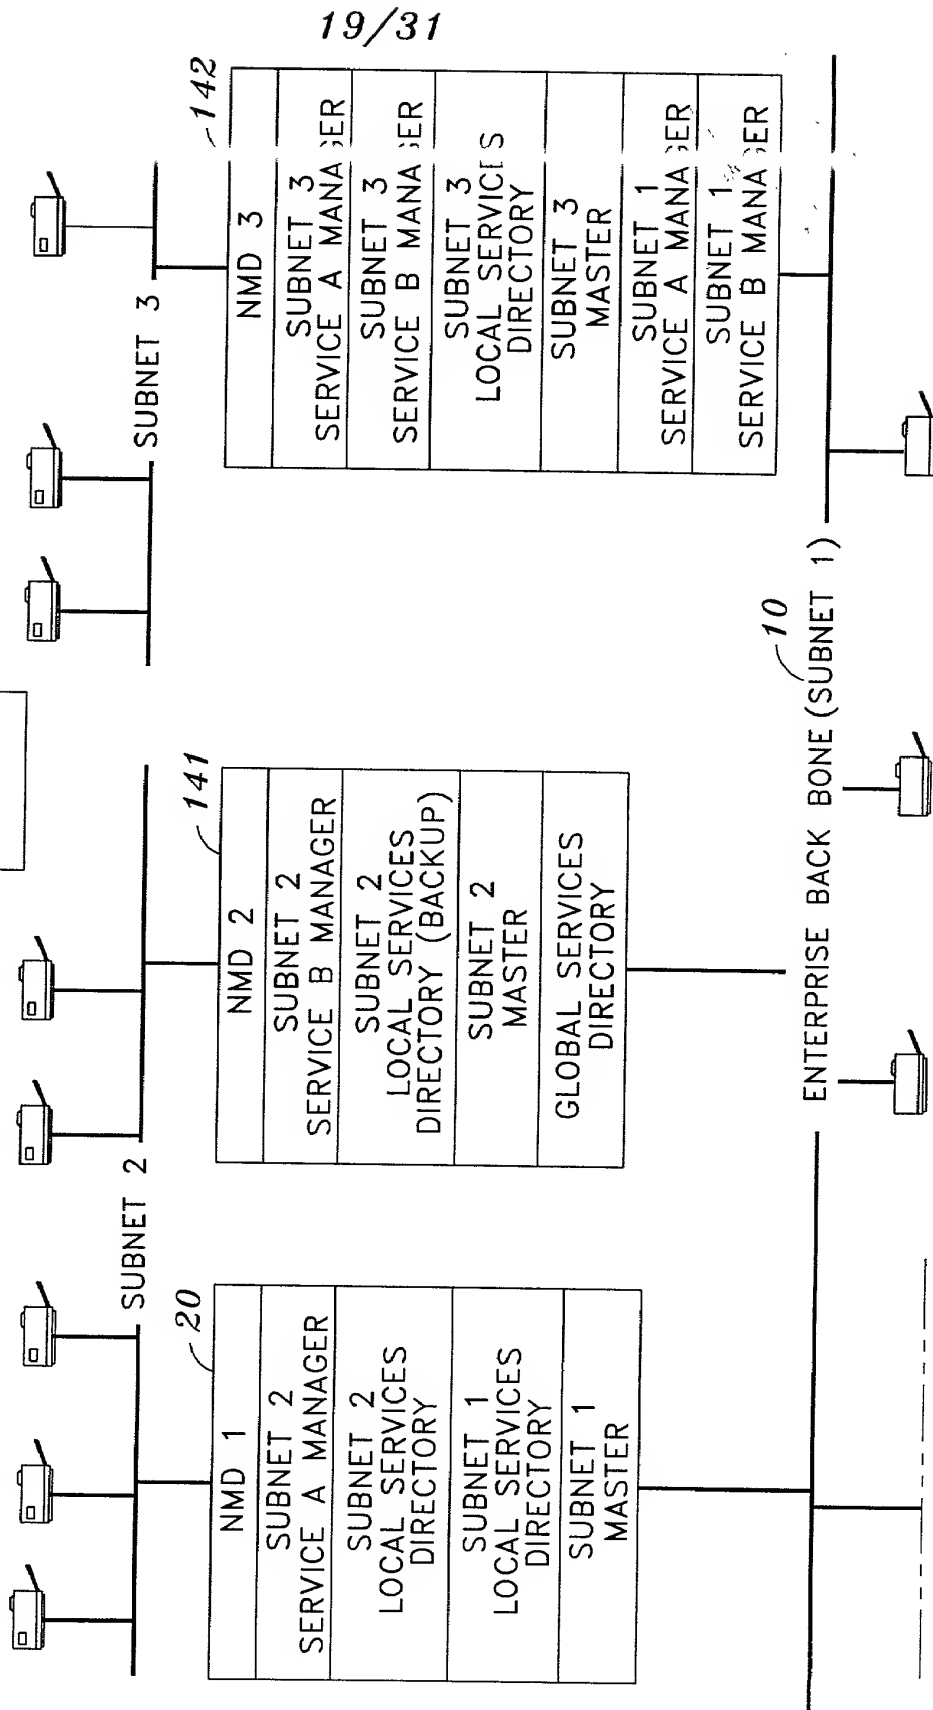 19/31
SUBNET 2
SUBNET 3
20
NMD 1
SUBNET 2
SERVICE A MANAGER
SUBNET 2
LOCAL SERVICES
DIRECTORY
SUBNET 1
LOCAL SERVICES
DIRECTORY
SUBNET 1
MASTER
141
NMD 2
SUBNET 2
SERVICE B MANAGER
SUBNET 2
LOCAL SERVICES
DIRECTORY (BACKUP)
SUBNET 2
MASTER
GLOBAL SERVICES
DIRECTORY
142
NMD 3
SUBNET 3
SERVICE A MANAGER
SUBNET 3
SERVICE B MANAGER
SUBNET 3
LOCAL SERVICES
DIRECTORY
SUBNET 3
MASTER
SUBNET 1
SERVICE A MANAGER
SUBNET 1
SERVICE B MANAGER
10
ENTERPRISE BACK BONE (SUBNET 1)